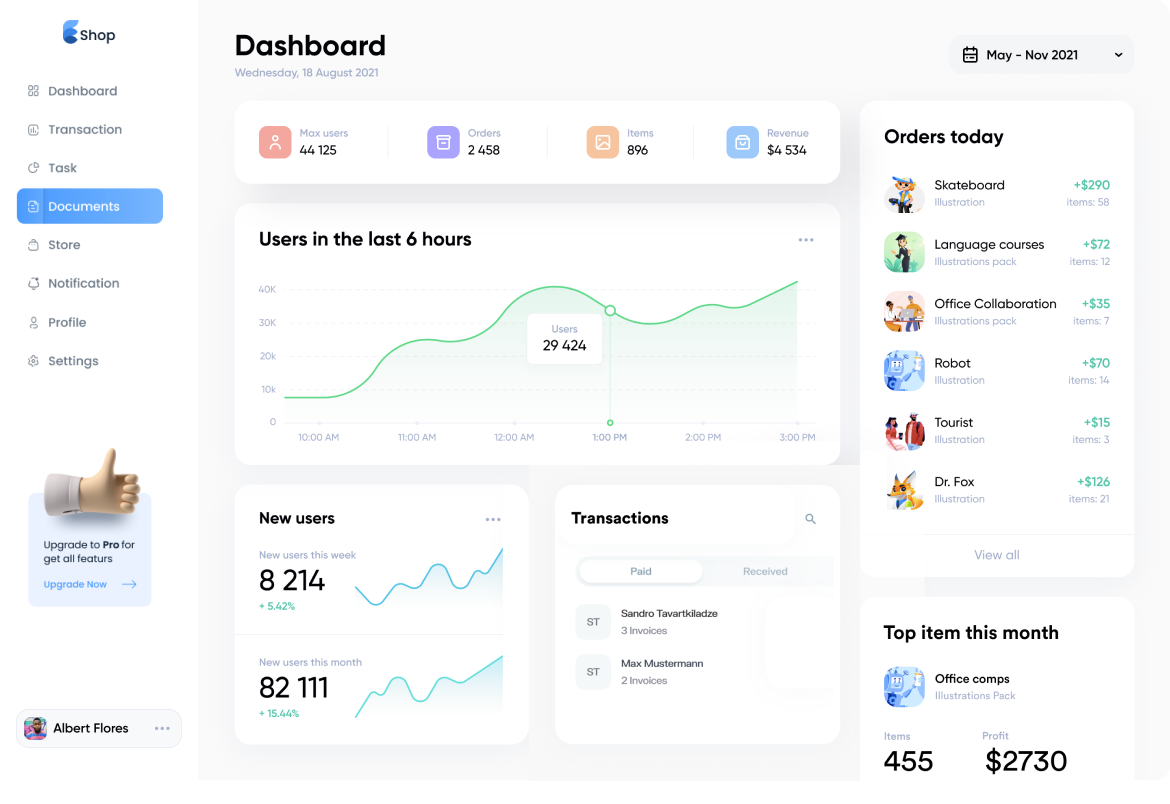 Shop
Dashboard
Transaction
Task
Documents
Store
Notification
Profile
Settings
Upgrade to Pro for
get all featurs
Upgrade Now
Albert Flores
Dashboard
Wednesday, 18 August 2021
May - Nov 2021
Max users
44 125
Orders
2 458
Items
896
Revenue
$4 534
Users in the last 6 hours
40K
30K
20k
10k
0
Users
29 424
10:00 AM
11:00 AM
12:00 AM
1:00 PM
2:00 PM
3:00 PM
New users
New users this week
8 214
+ 5.42%
New users this month
82 111
+ 15.44%
Transactions
Paid
Received
ST
Sandro Tavartkiladze
3 Invoices
ST
Max Mustermann
2 Invoices
Orders today
Skateboard
+$290
Illustration
items: 58
Language courses
+$72
Illustrations pack
items: 12
Office Collaboration
+$35
Illustrations pack
items: 7
Robot
+$70
Illustration
items: 14
Tourist
+$15
Illustration
items: 3
Dr. Fox
+$126
Illustration
items: 21
View all
Top item this month
Office comps
Illustrations Pack
Items
Profit
455
$2730